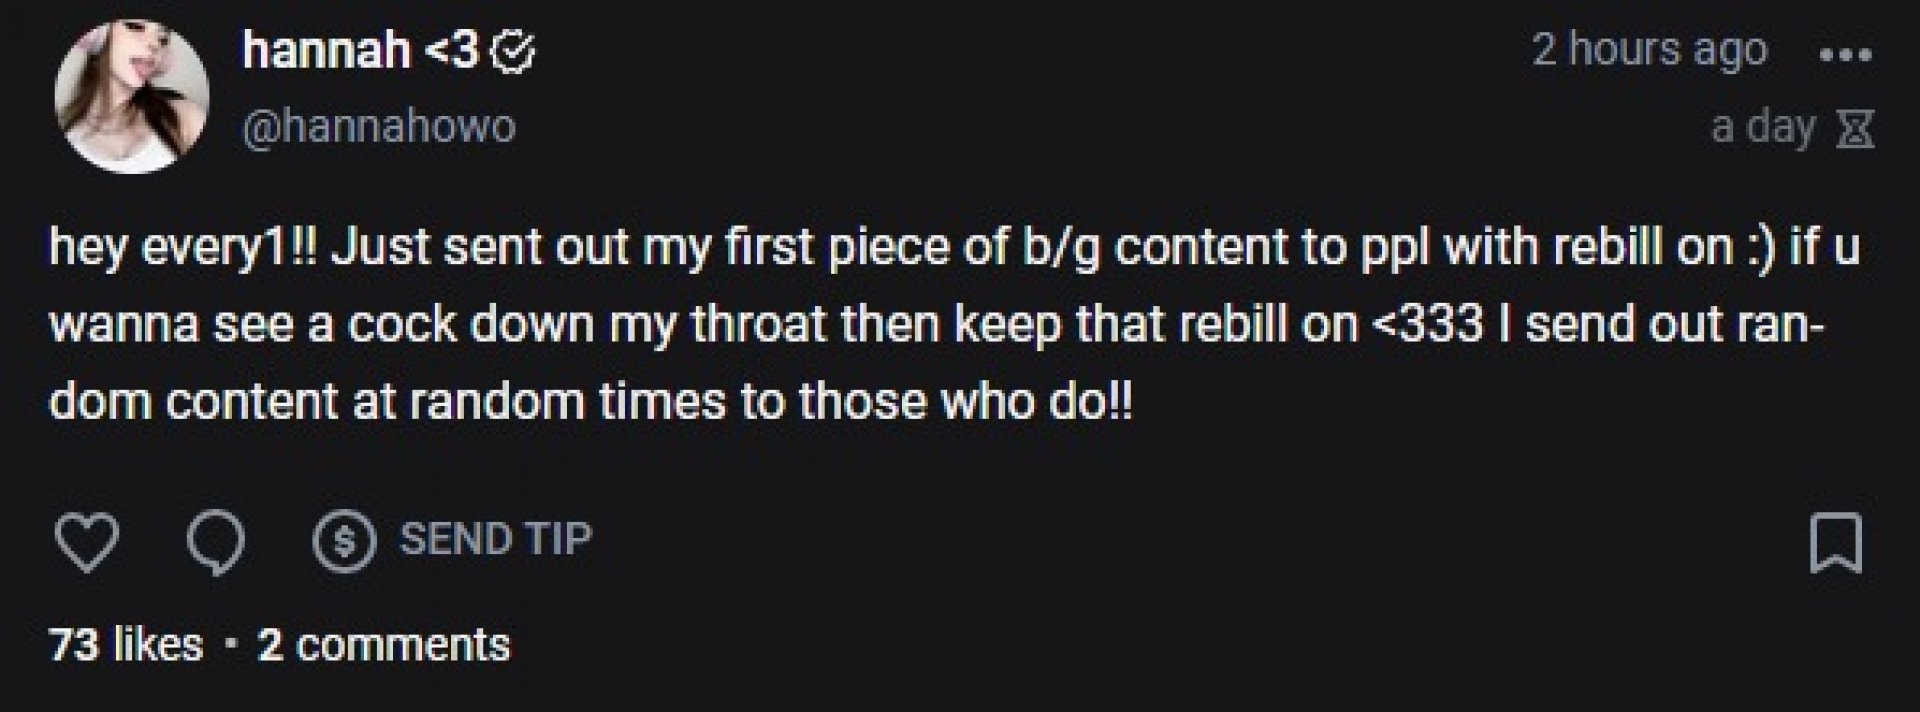 hannah <3
2 hours ago
@hannahowo
a day
hey every1!! Just sent out my first piece of b/g content to ppl with rebill on :) if u
wanna see a cock down my throat then keep that rebill on <333 I send out ran-
dom content at random times to those who do!!
SEND TIP
73 likes · 2 comments